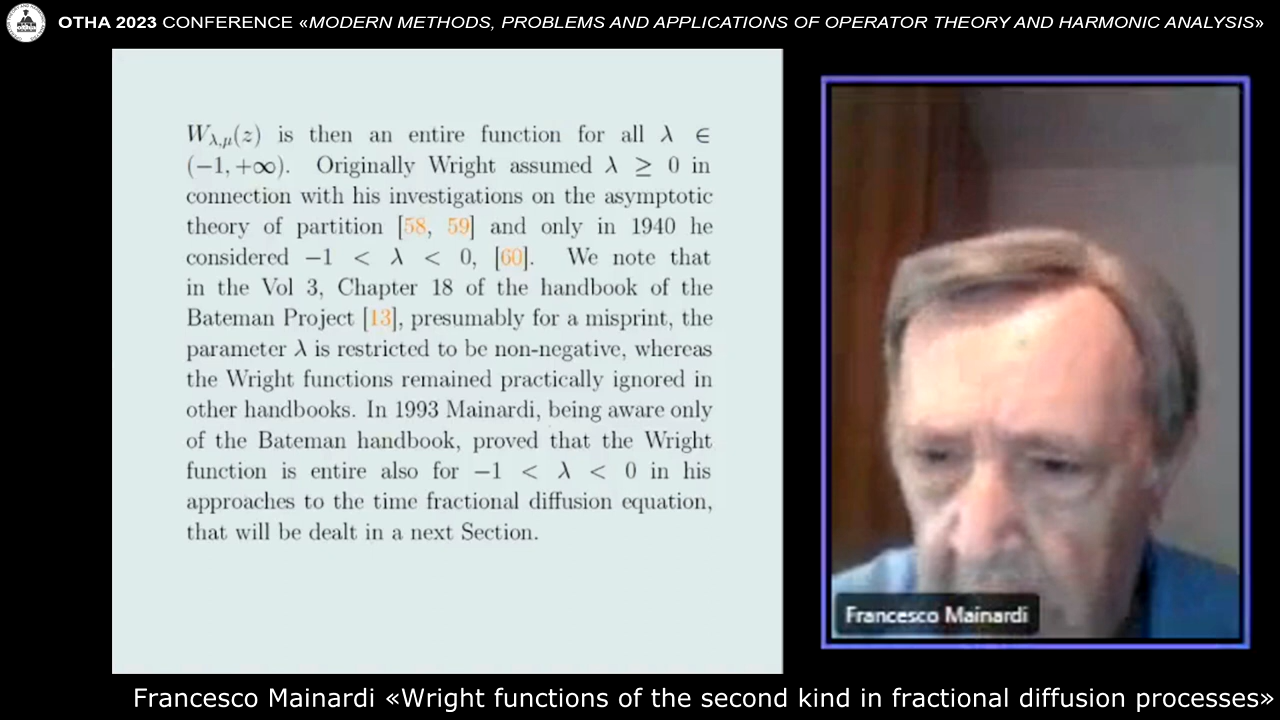 OTHA 2023 CONFERENCE «MODERN METHODS, PROBLEMS AND APPLICATIONS OF OPERATOR THEORY AND HARMONIC ANALYSIS»
W_{λ,μ}(z) is then an entire function for all λ ∈
(−1, +∞). Originally Wright assumed λ ≥ 0 in
connection with his investigations on the asymptotic
theory of partition [58, 59] and only in 1940 he
considered −1 < λ < 0, [60]. We note that
in the Vol 3, Chapter 18 of the handbook of the
Bateman Project [13], presumably for a misprint, the
parameter λ is restricted to be non-negative, whereas
the Wright functions remained practically ignored in
other handbooks. In 1993 Mainardi, being aware only
of the Bateman handbook, proved that the Wright
function is entire also for −1 < λ < 0 in his
approaches to the time fractional diffusion equation,
that will be dealt in a next Section.
Francesco Mainardi
Francesco Mainardi «Wright functions of the second kind in fractional diffusion processes»